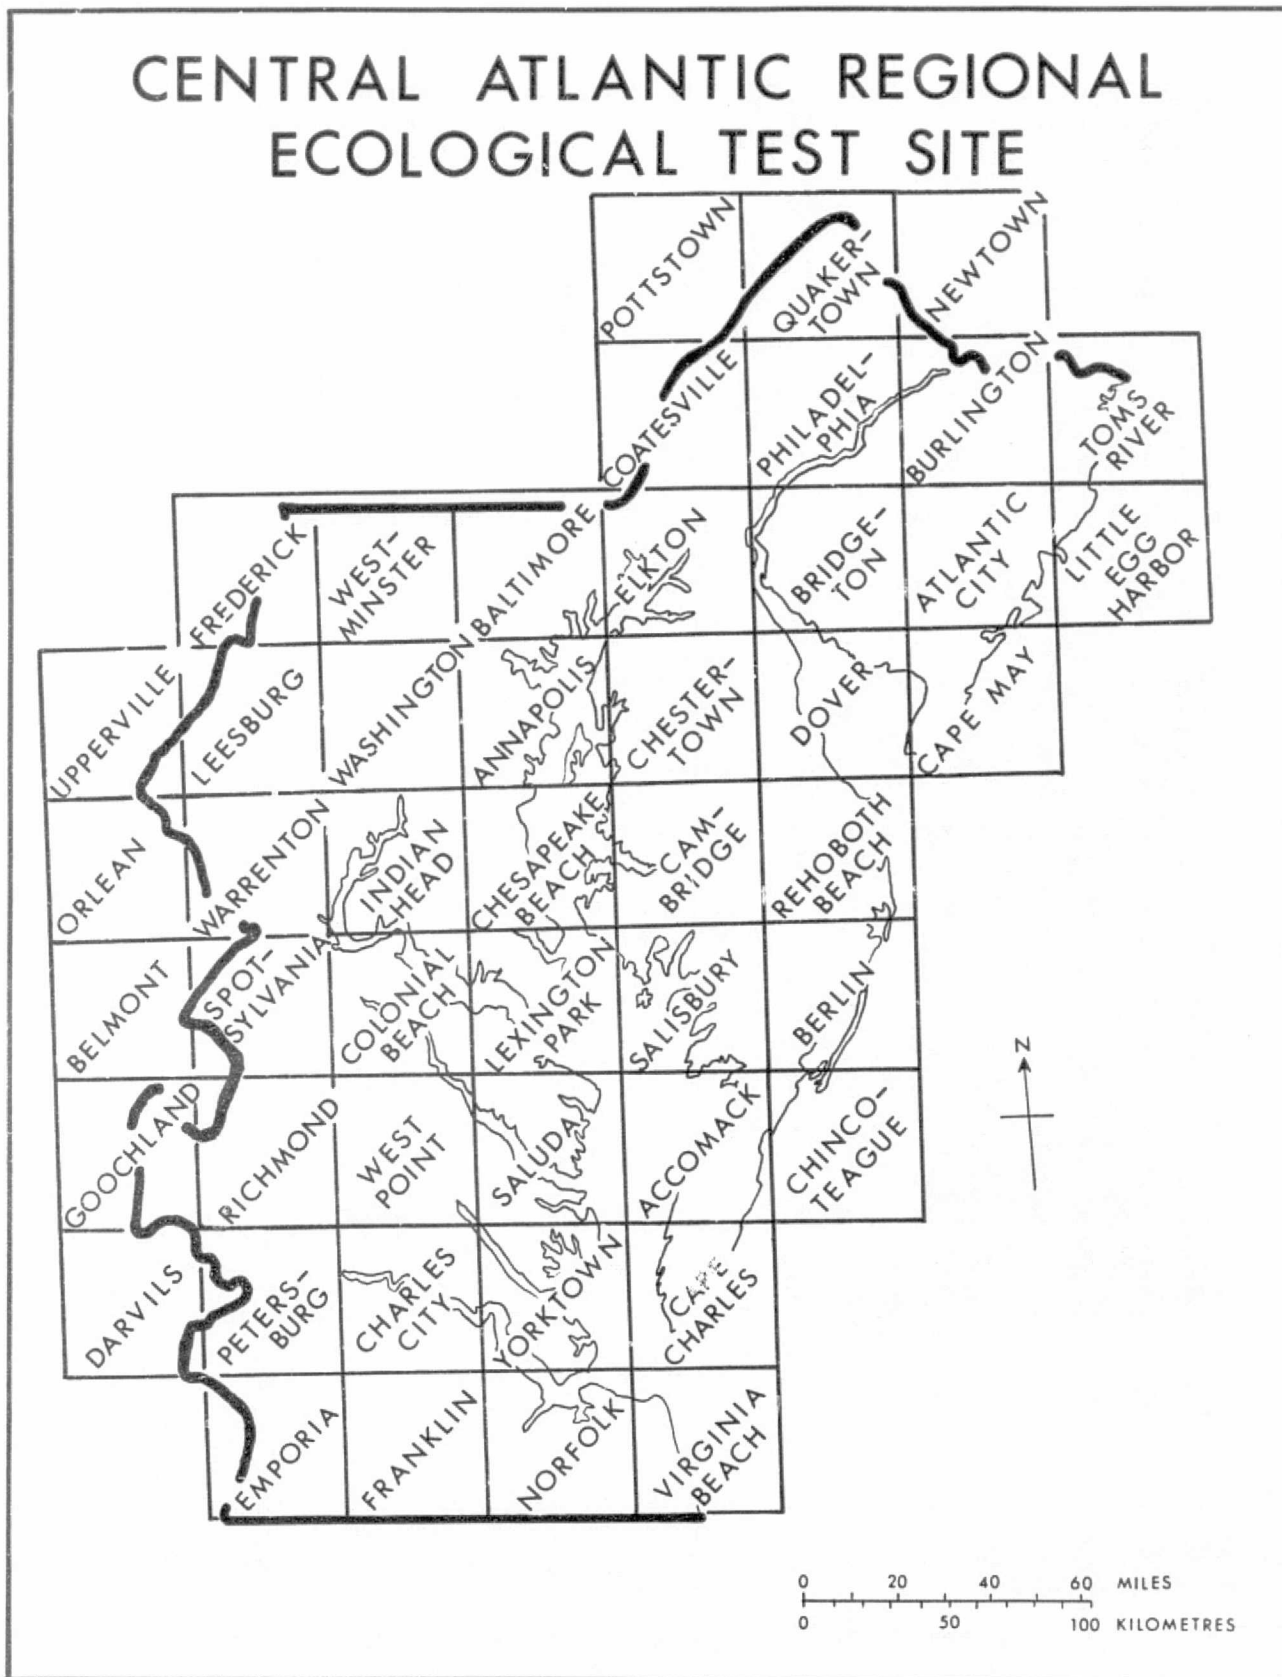 CENTRAL ATLANTIC REGIONAL
ECOLOGICAL TEST SITE
POTTSTOWN
QUAKER-
TOWN
NEWTOWN
COATESVILLE
PHILADEL-
PHIA
BURLINGTON
TOMS
RIVER
FREDERICK
WEST-
MINSTER
BALTIMORE
ELKTON
BRIDGE-
TON
ATLANTIC
CITY
LITTLE
EGG
HARBOR
UPPERVILLE
LEESBURG
WASHINGTON
ANNAPOLIS
CHESTER-
TOWN
DOVER
CAPE MAY
ORLEAN
WARRENTON
INDIAN
HEAD
CHESAPEAKE
BEACH
CAM-
BRIDGE
REHOBOTH
BEACH
BELMONT
SPOT-
SYLVANIA
COLONIAL
BEACH
LEXINGTON
PARK
SALISBURY
BERLIN
N
GOOCHLAND
RICHMOND
WEST
POINT
SALUDA
ACCOMACK
CHINCO-
TEAGUE
DARVILS
PETERS-
BURG
CHARLES
CITY
YORKTOWN
CAPE
CHARLES
EMPORIA
FRANKLIN
NORFOLK
VIRGINIA
BEACH
0 20 40 60 MILES
0 50 100 KILOMETRES